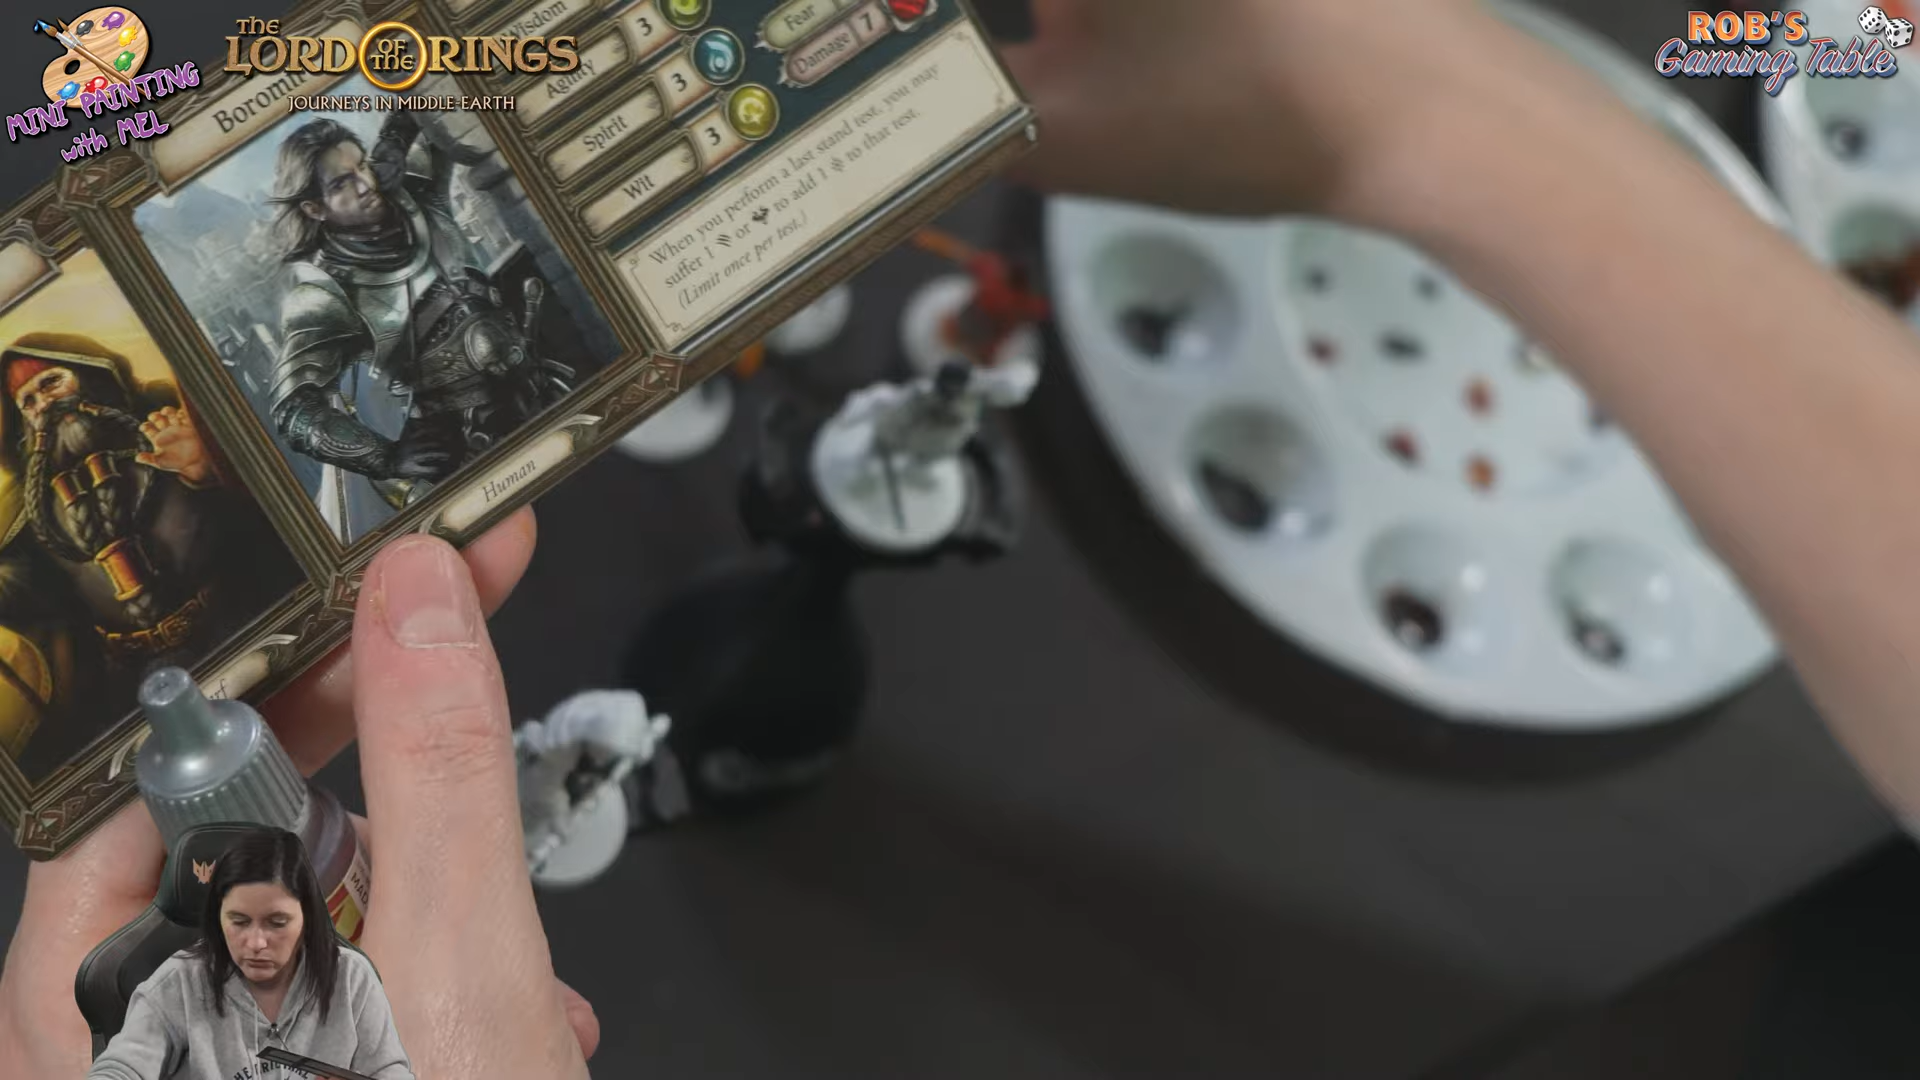 MINI PAINTING
with MEL
THE
LORD OF THE RINGS
JOURNEYS IN MIDDLE-EARTH
ROB'S
Gaming Table
Wisdom
Agility 3
Spirit 3
Wit 3
Fear
Damage 7
When you perform a last stand test, you may
suffer 1 or to add 1 to that test.
(Limit once per test.)
Human